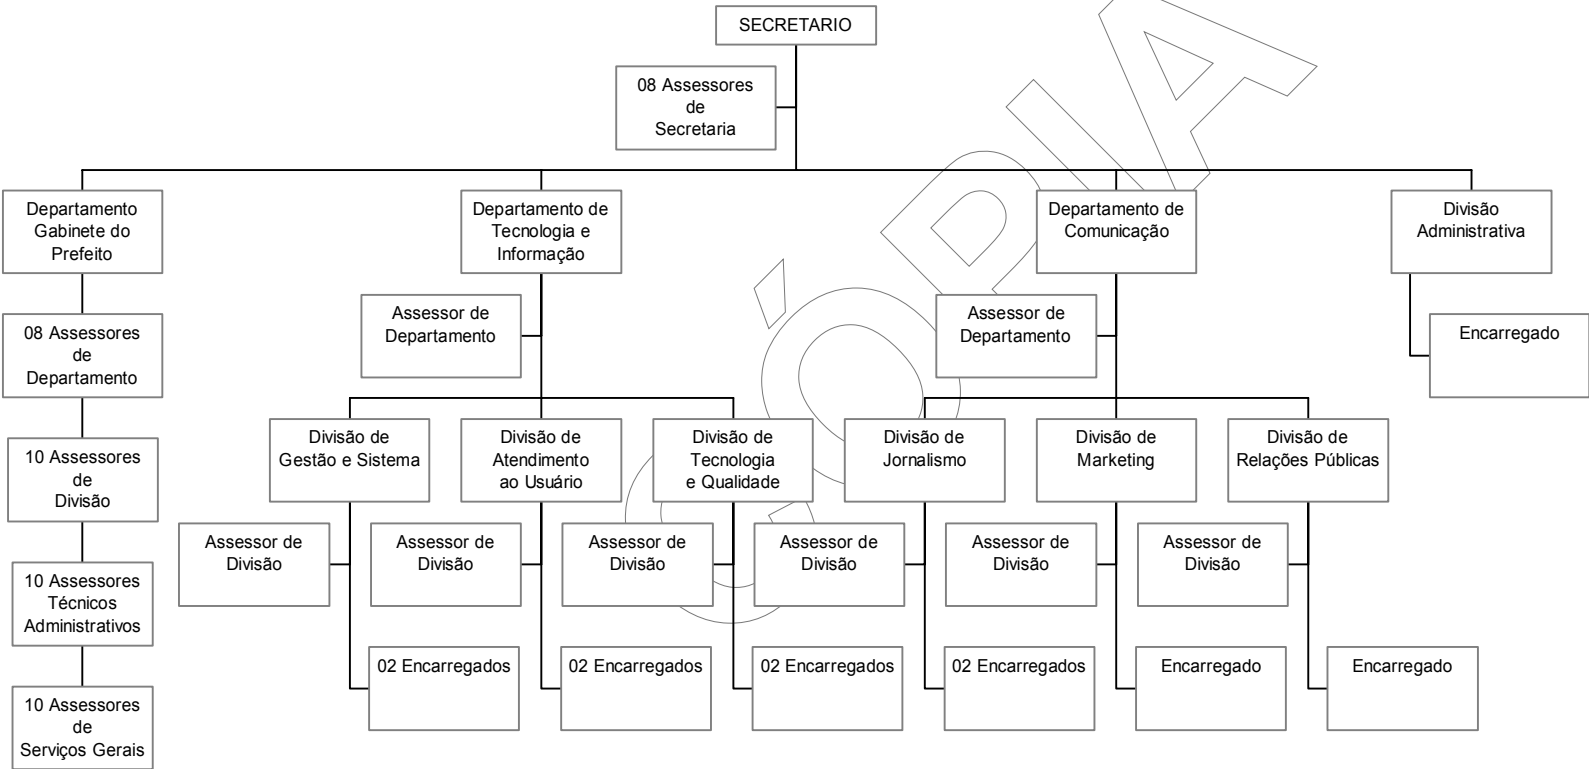 SECRETARIO
08 Assessores
de
Secretaria
Departamento
Gabinete do
Prefeito
Departamento de
Tecnologia e
Informação
Departamento de
Comunicação
Divisão
Administrativa
08 Assessores
de
Departamento
Assessor de
Departamento
Assessor de
Departamento
Encarregado
10 Assessores
de
Divisão
Divisão de
Gestão e Sistema
Divisão de
Atendimento
ao Usuário
Divisão de
Tecnologia
e Qualidade
Divisão de
Jornalismo
Divisão de
Marketing
Divisão de
Relações Públicas
10 Assessores
Técnicos
Administrativos
Assessor de
Divisão
Assessor de
Divisão
Assessor de
Divisão
Assessor de
Divisão
Assessor de
Divisão
Assessor de
Divisão
10 Assessores
de
Serviços Gerais
02 Encarregados
02 Encarregados
02 Encarregados
02 Encarregados
Encarregado
Encarregado
CÓPIA